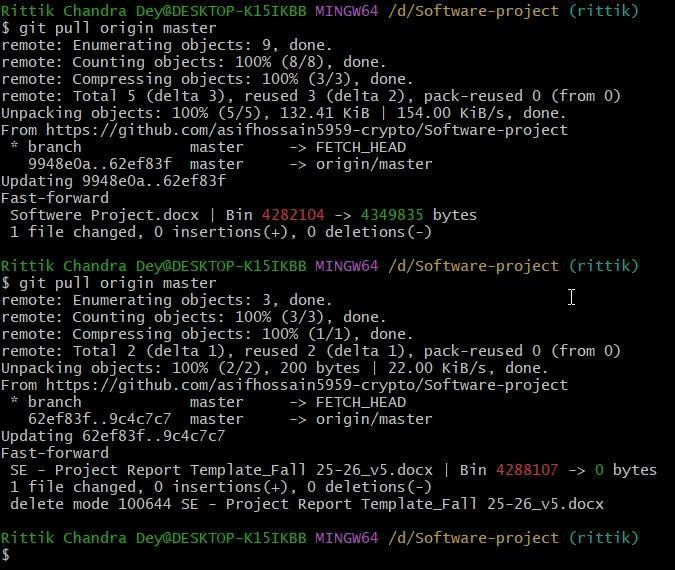 Rittik Chandra Dey@DESKTOP-K15IKBB MINGW64 /d/Software-project (rittik)
$ git pull origin master
remote: Enumerating objects: 9, done.
remote: Counting objects: 100% (8/8), done.
remote: Compressing objects: 100% (3/3), done.
remote: Total 5 (delta 3), reused 3 (delta 2), pack-reused 0 (from 0)
Unpacking objects: 100% (5/5), 132.41 KiB | 154.00 KiB/s, done.
From https://github.com/asifhossain5959-crypto/Software-project
 * branch            master     -> FETCH_HEAD
   9948e0a..62ef83f  master     -> origin/master
Updating 9948e0a..62ef83f
Fast-forward
 Softwere Project.docx | Bin 4282104 -> 4349835 bytes
 1 file changed, 0 insertions(+), 0 deletions(-)
Rittik Chandra Dey@DESKTOP-K15IKBB MINGW64 /d/Software-project (rittik)
$ git pull origin master
remote: Enumerating objects: 3, done.
remote: Counting objects: 100% (3/3), done.
remote: Compressing objects: 100% (1/1), done.
remote: Total 2 (delta 1), reused 2 (delta 1), pack-reused 0 (from 0)
Unpacking objects: 100% (2/2), 200 bytes | 22.00 KiB/s, done.
From https://github.com/asifhossain5959-crypto/Software-project
 * branch            master     -> FETCH_HEAD
   62ef83f..9c4c7c7  master     -> origin/master
Updating 62ef83f..9c4c7c7
Fast-forward
 SE - Project Report Template_Fall 25-26_v5.docx | Bin 4288107 -> 0 bytes
 1 file changed, 0 insertions(+), 0 deletions(-)
 delete mode 100644 SE - Project Report Template_Fall 25-26_v5.docx
Rittik Chandra Dey@DESKTOP-K15IKBB MINGW64 /d/Software-project (rittik)
$